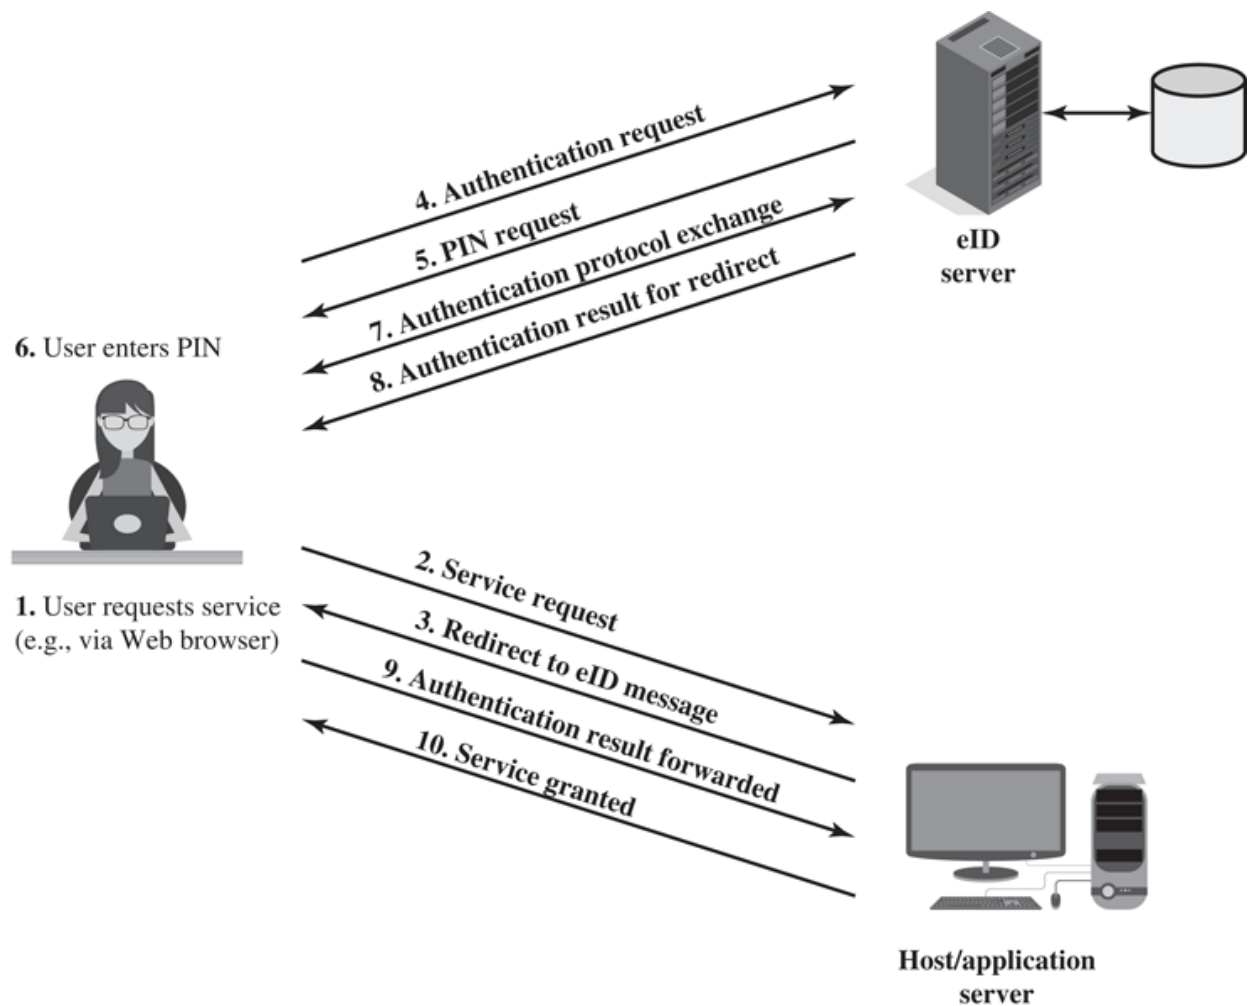 4. Authentication request
5. PIN request
7. Authentication protocol exchange
8. Authentication result for redirect
eID
server
6. User enters PIN
1. User requests service
(e.g., via Web browser)
2. Service request
3. Redirect to eID message
9. Authentication result forwarded
10. Service granted
Host/application
server